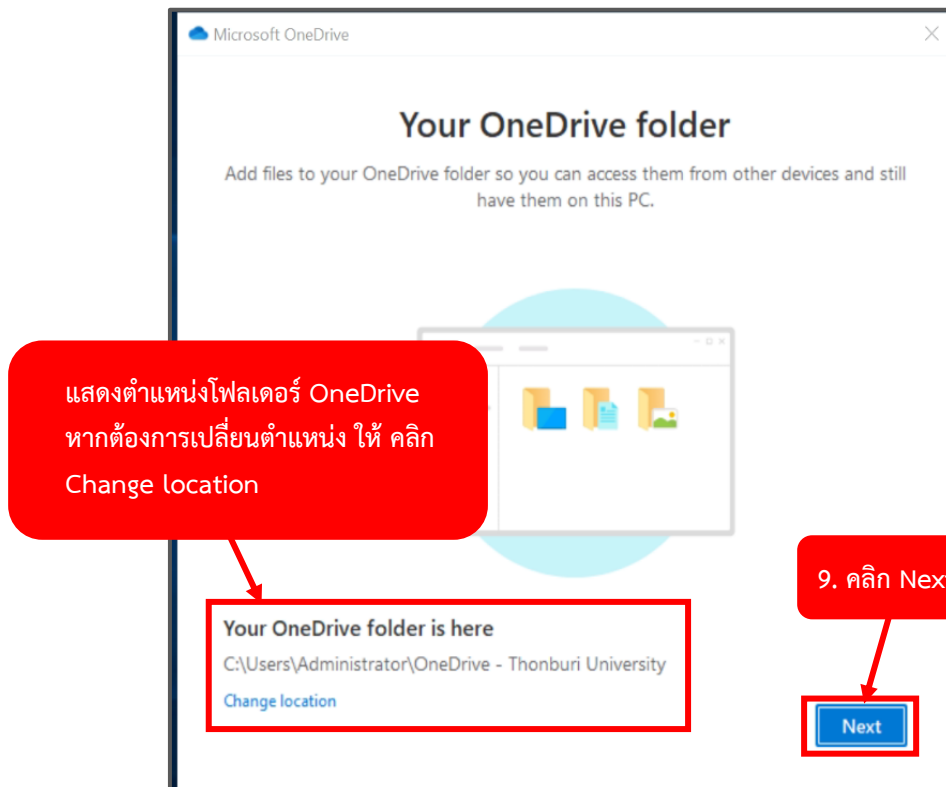 Microsoft OneDrive
Your OneDrive folder
Add files to your OneDrive folder so you can access them from other devices and still
have them on this PC.
แสดงตำแหน่งโฟลเดอร์ OneDrive
หากต้องการเปลี่ยนตำแหน่ง ให้ คลิก
Change location
9. คลิก Next
Your OneDrive folder is here
C:\Users\Administrator\OneDrive - Thonburi University
Change location
Next